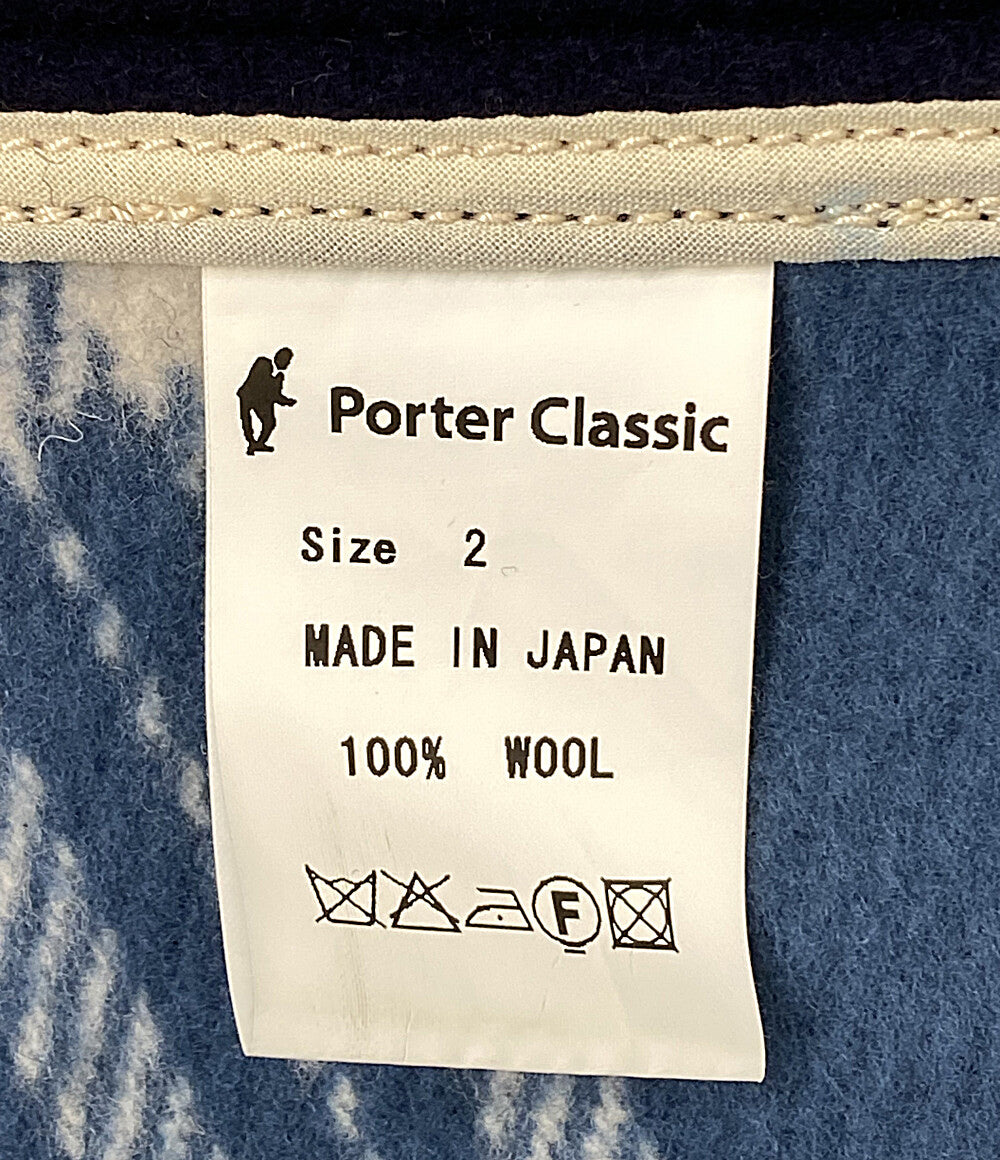 Porter Classic
Size 2
MADE IN JAPAN
100% WOOL
F